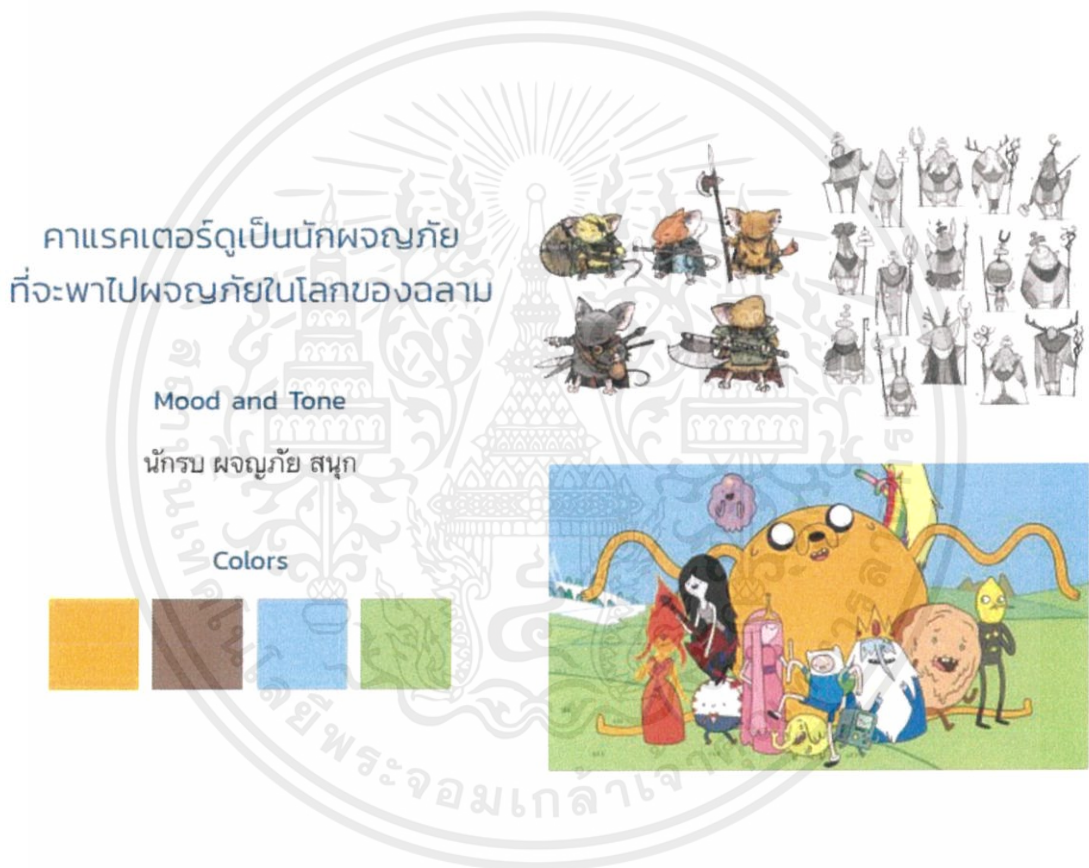 คาแรคเตอร์ดูเป็นนักผจญภัย
ที่จะพาไปผจญภัยในโลกของฉลาม
Mood and Tone
นักรบ ผจญภัย สนุก
Colors